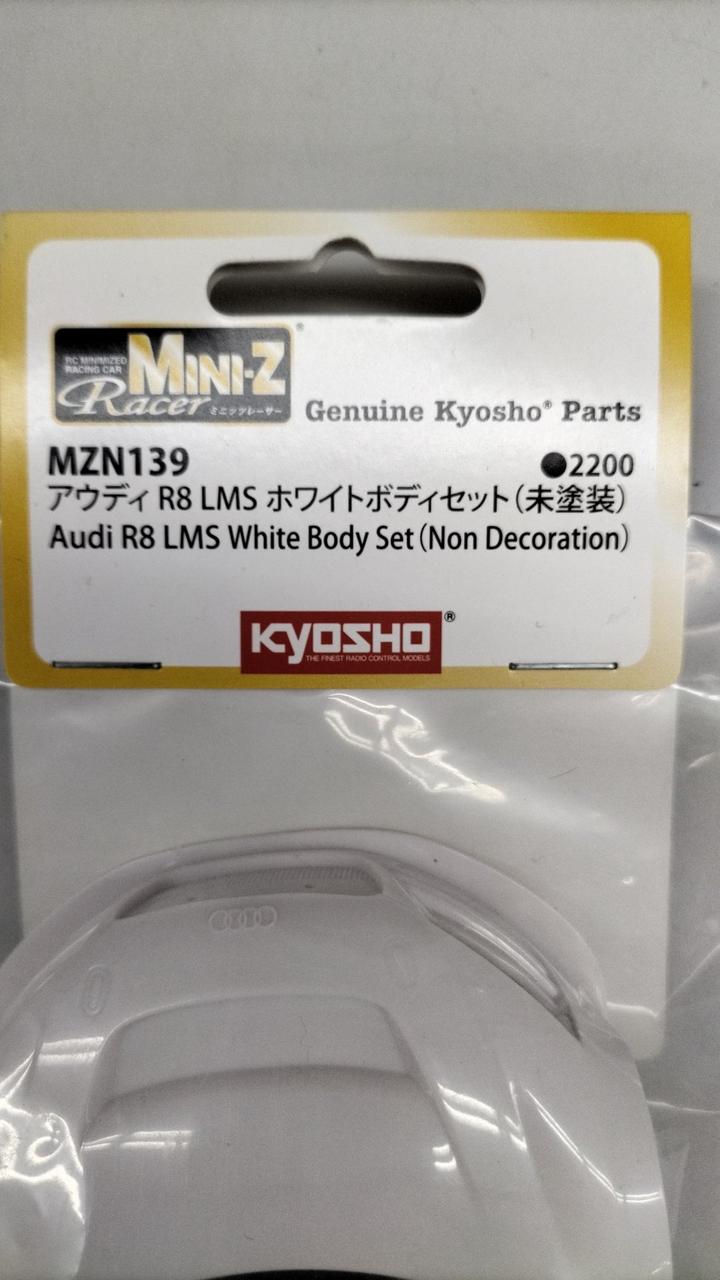 RC MINIMIZED
RACING CAR
MINI-Z
Racer ミニッツレーサー
®
Genuine Kyosho® Parts
MZN139
●2200
アウディ R8 LMS ホワイトボディセット（未塗装）
Audi R8 LMS White Body Set (Non Decoration)
KYOSHO®
THE FINEST RADIO CONTROL MODELS